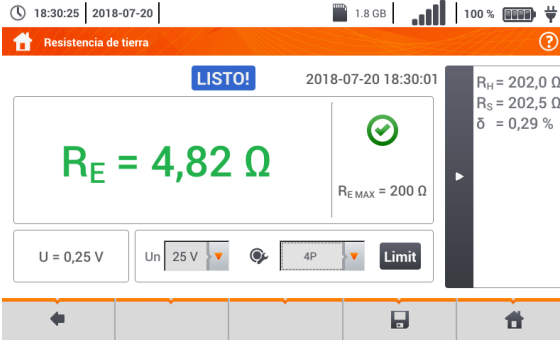 18:30:25 2018-07-20 1.8 GB 100 %
Resistencia de tierra ?
LISTO! 2018-07-20 18:30:01
RE = 4,82 Ω
RE MAX = 200 Ω
RH = 202,0 Ω
RS = 202,5 Ω
δ = 0,29 %
U = 0,25 V Un 25 V 4P Limit